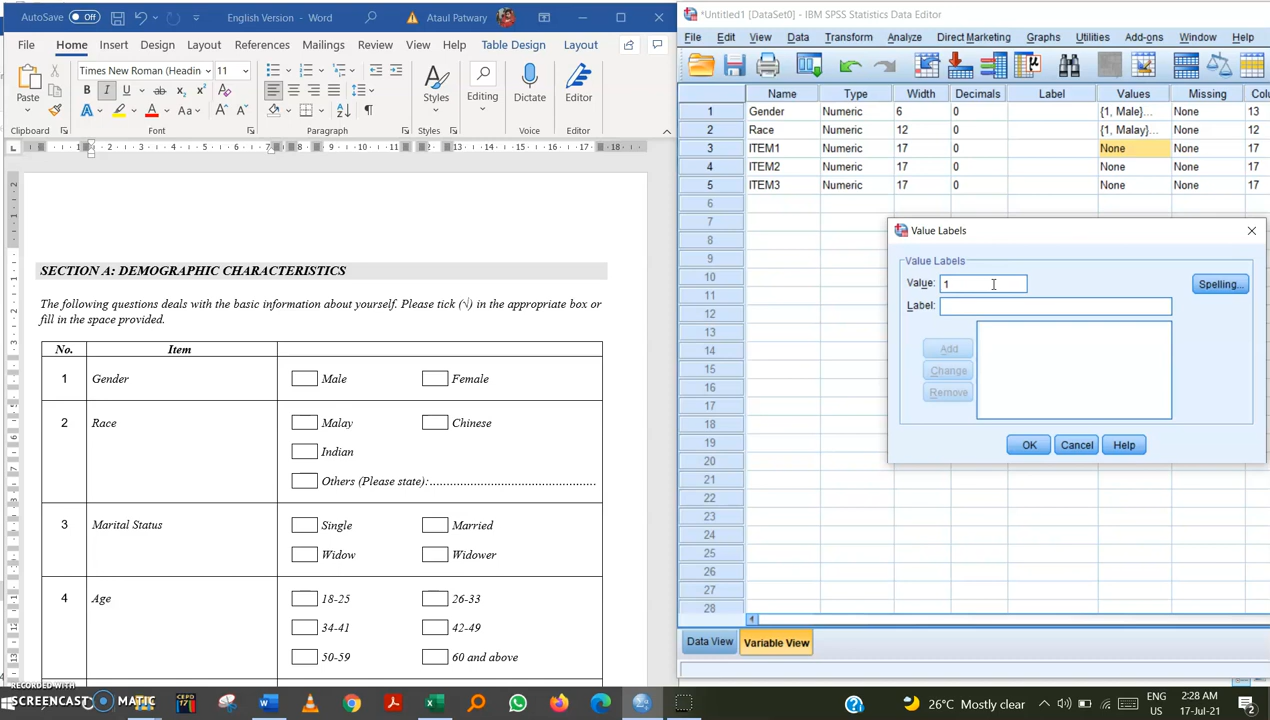 AutoSave Off English Version - Word Ataul Patwary
File Home Insert Design Layout References Mailings Review View Help Table Design Layout
Times New Roman (Headin 11
Paste B I U ab x₂ x² Styles Editing Dictate Editor
Clipboard Font Paragraph Styles Voice Editor
SECTION A: DEMOGRAPHIC CHARACTERISTICS
The following questions deals with the basic information about yourself. Please tick (√) in the appropriate box or
fill in the space provided.
No. Item
1 Gender Male Female
2 Race Malay Chinese
Indian
Others (Please state):..................................................
3 Marital Status Single Married
Widow Widower
4 Age 18-25 26-33
34-41 42-49
50-59 60 and above
*Untitled1 [DataSet0] - IBM SPSS Statistics Data Editor
File Edit View Data Transform Analyze Direct Marketing Graphs Utilities Add-ons Window Help
Name Type Width Decimals Label Values Missing Colu
1 Gender Numeric 6 0 {1, Male}... None 13
2 Race Numeric 12 0 {1, Malay}... None 12
3 ITEM1 Numeric 17 0 None None 17
4 ITEM2 Numeric 17 0 None None 17
5 ITEM3 Numeric 17 0 None None 17
6
7
8
9
10
11
12
13
14
15
16
17
18
19
20
21
22
23
24
25
26
27
28
Value Labels
Value Labels
Value: 1 Spelling...
Label:
Add
Change
Remove
OK Cancel Help
Data View Variable View
RECORDED WITH
SCREENCAST MATIC
26°C Mostly clear ENG US 2:28 AM 17-Jul-21 2